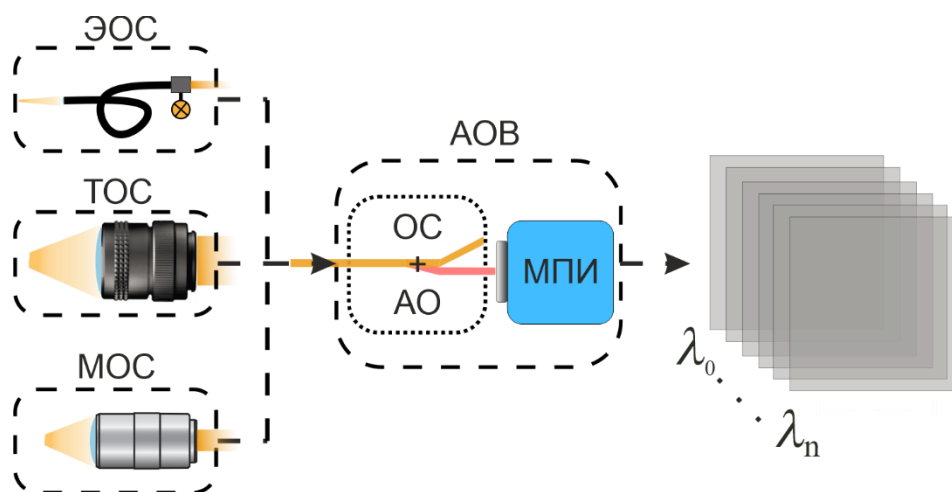 ЭОС
ТОС
МОС
АОВ
ОС
+
АО
МПИ
λ₀
. . .
λₙ